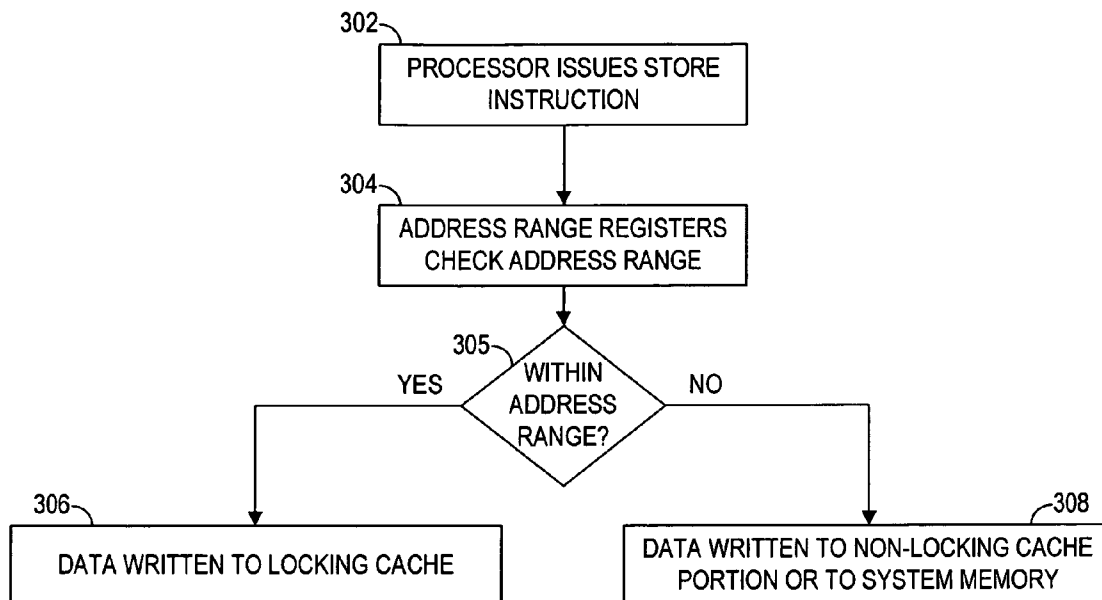 302
PROCESSOR ISSUES STORE
INSTRUCTION
304
ADDRESS RANGE REGISTERS
CHECK ADDRESS RANGE
305
WITHIN
ADDRESS
RANGE?
YES
NO
306
DATA WRITTEN TO LOCKING CACHE
308
DATA WRITTEN TO NON-LOCKING CACHE
PORTION OR TO SYSTEM MEMORY